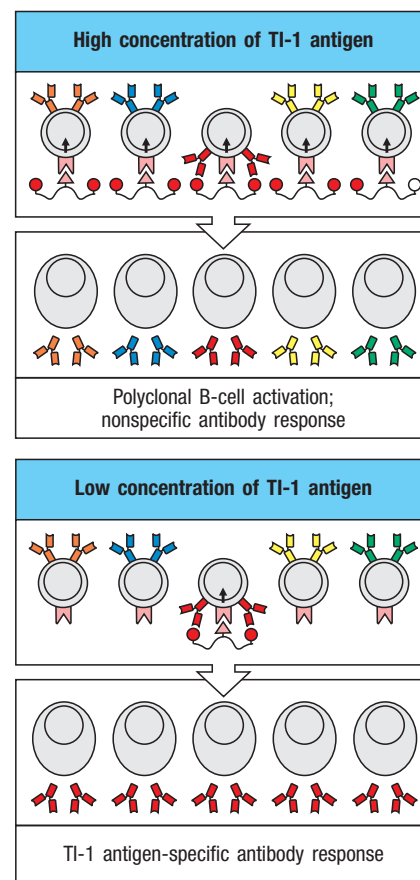 High concentration of TI-1 antigen
Polyclonal B-cell activation;
nonspecific antibody response
Low concentration of TI-1 antigen
TI-1 antigen-specific antibody response